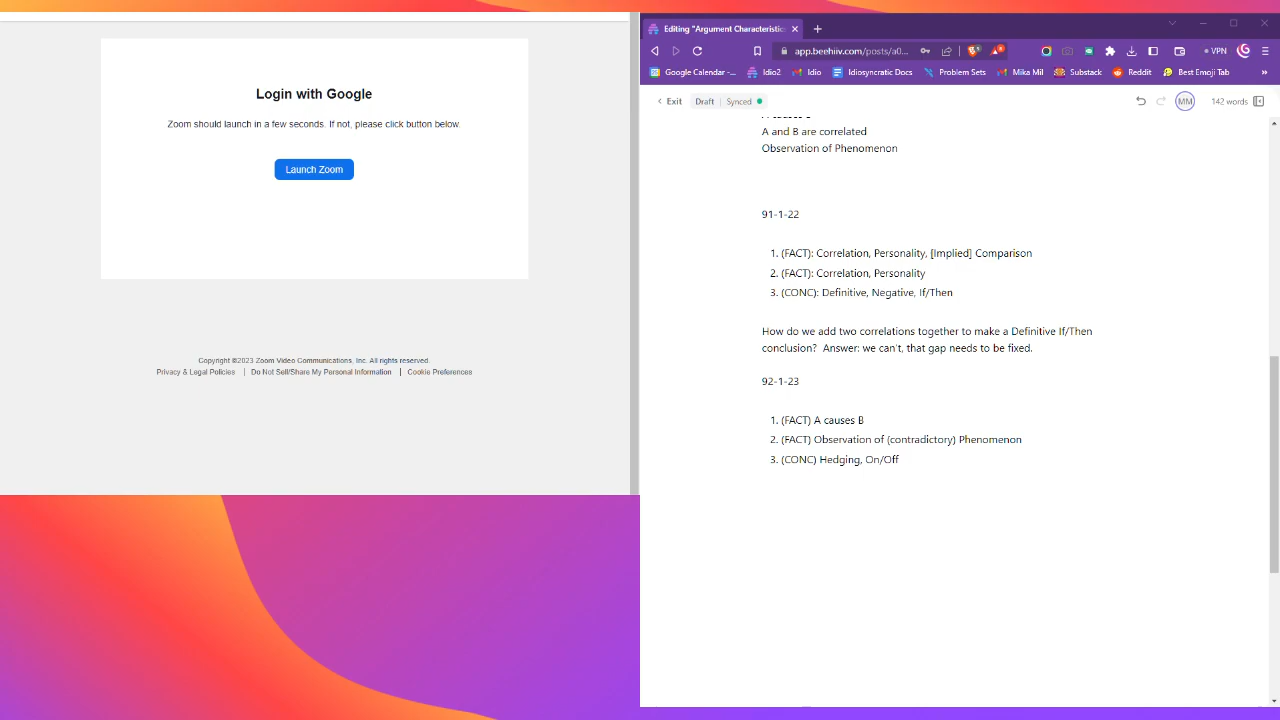 Login with Google
Zoom should launch in a few seconds. If not, please click button below.
Launch Zoom
Copyright ©2023 Zoom Video Communications, Inc. All rights reserved.
Privacy & Legal Policies | Do Not Sell/Share My Personal Information | Cookie Preferences
Editing "Argument Characteristics
app.beehiiv.com/posts/a0...
VPN
Google Calendar -... Idio2 Idio Idiosyncratic Docs Problem Sets Mika Mil Substack Reddit Best Emoji Tab »
Exit Draft | Synced MM 142 words
A causes B
A and B are correlated
Observation of Phenomenon
91-1-22
1. (FACT): Correlation, Personality, [Implied] Comparison
2. (FACT): Correlation, Personality
3. (CONC): Definitive, Negative, If/Then
How do we add two correlations together to make a Definitive If/Then
conclusion? Answer: we can't, that gap needs to be fixed.
92-1-23
1. (FACT) A causes B
2. (FACT) Observation of (contradictory) Phenomenon
3. (CONC) Hedging, On/Off